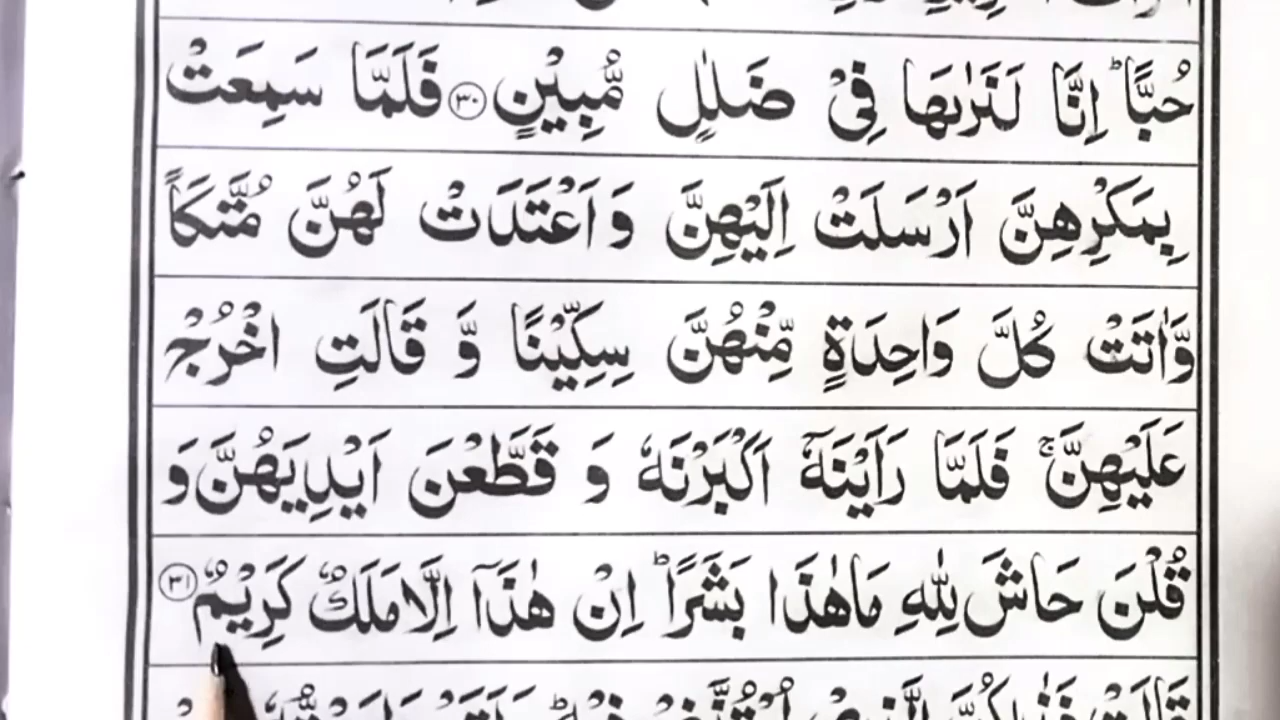 حُبًّا ؕ اِنَّا لَنَرٰىهَا فِیْ ضَلٰلٍ مُّبِیْنٍ ﴿۳۰﴾ فَلَمَّا سَمِعَتْ
بِمَكْرِهِنَّ اَرْسَلَتْ اِلَیْهِنَّ وَ اَعْتَدَتْ لَهُنَّ مُتَّكَاً
وَّاٰتَتْ كُلَّ وَاحِدَةٍ مِّنْهُنَّ سِكِّیْنًا وَّ قَالَتِ اخْرُجْ
عَلَیْهِنَّ ۚ فَلَمَّا رَاَیْنَهٗۤ اَكْبَرْنَهٗ وَ قَطَّعْنَ اَیْدِیَهُنَّ وَ
قُلْنَ حَاشَ لِلّٰهِ مَا هٰذَا بَشَرًا ؕ اِنْ هٰذَاۤ اِلَّا مَلَكٌ كَرِیْمٌ ﴿۳۱﴾